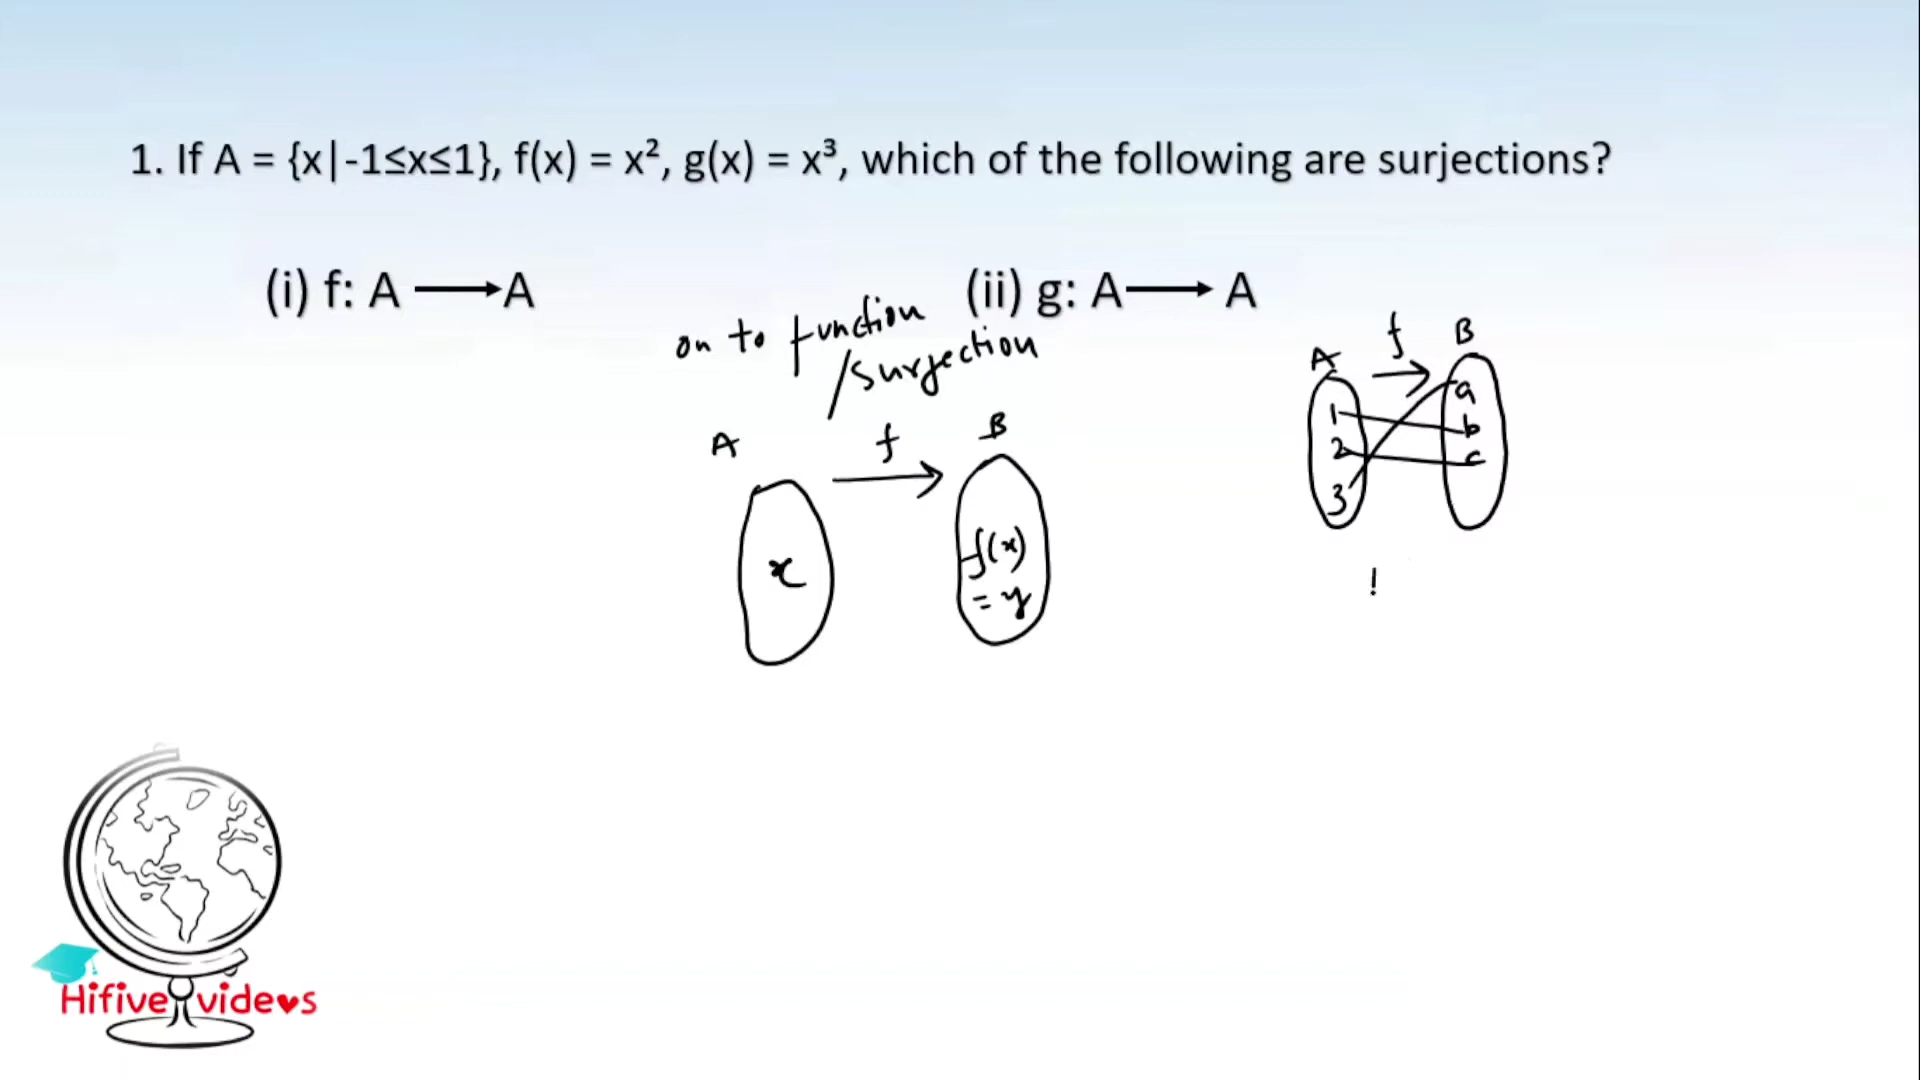 1. If A = {x|-1≤x≤1}, f(x) = x², g(x) = x³, which of the following are surjections?
(i) f: A ⟶ A
(ii) g: A ⟶ A
on to function
/surjection
A f B
x
f(x)
= y
A f B
1
2
3
a
b
c
!
Hifive videos